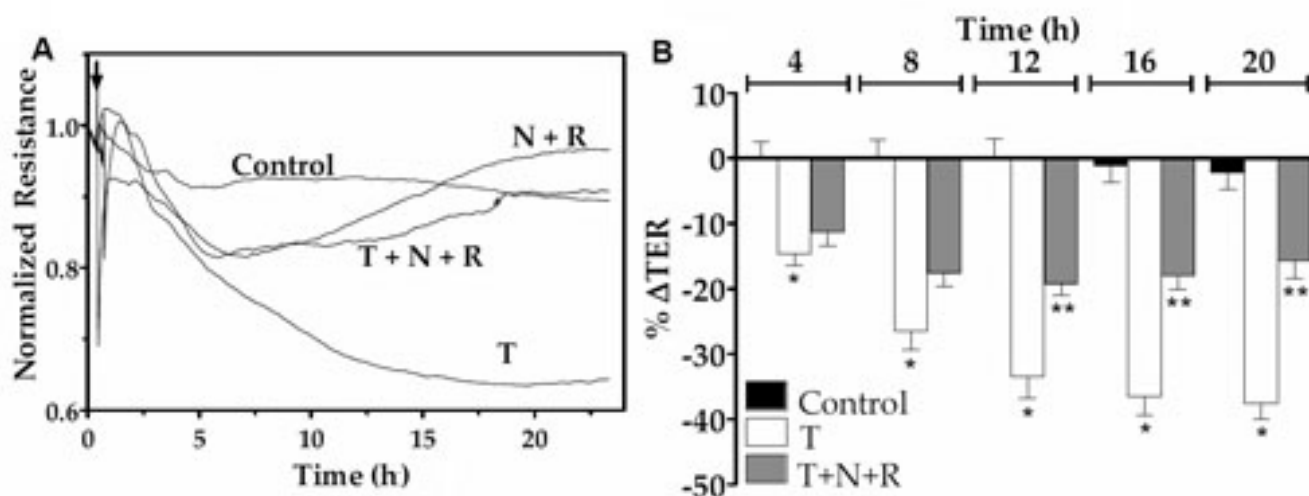 A
Normalized Resistance
1.0
0.8
0.6
Control
N + R
T + N + R
T
0
5
10
15
20
Time (h)
B
Time (h)
4
8
12
16
20
% ΔTER
10
0
-10
-20
-30
-40
-50
*
*
*
**
*
**
*
**
Control
T
T+N+R